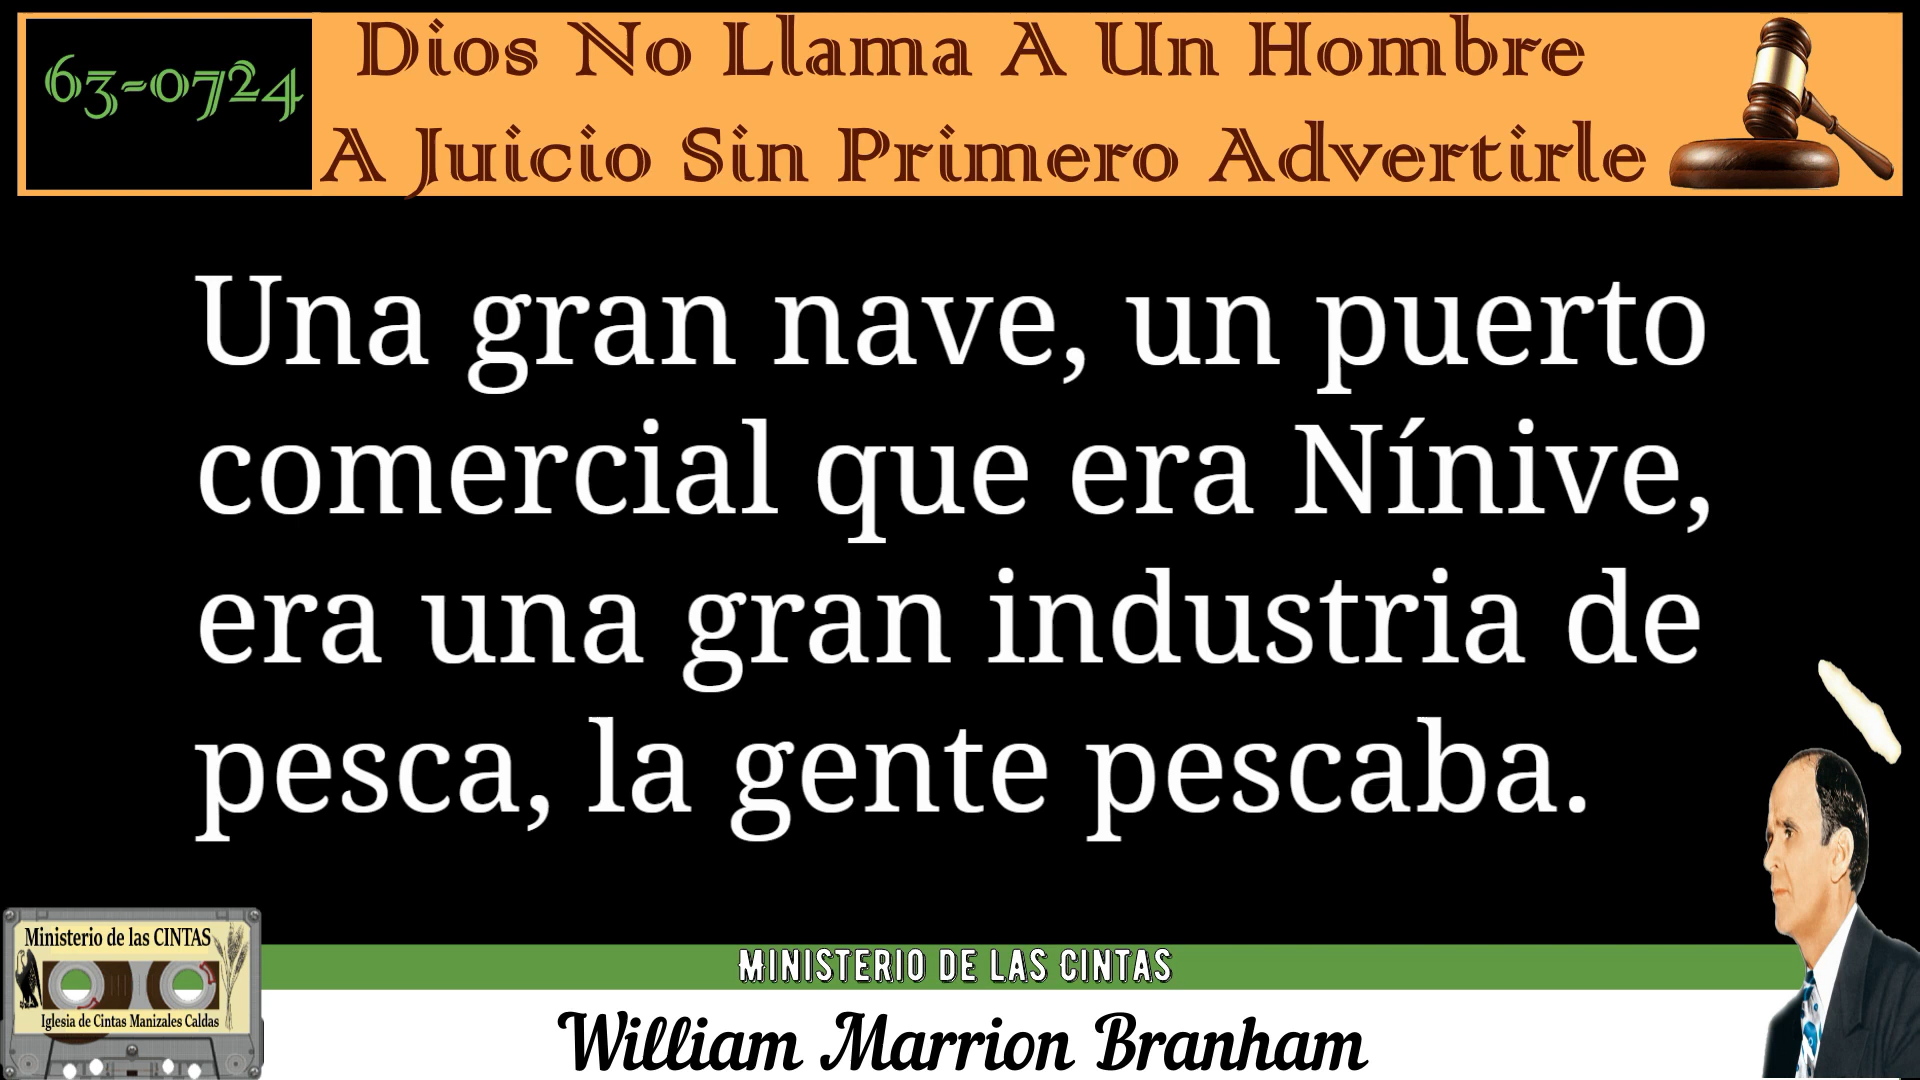 63-0724
Dios No Llama A Un Hombre
A Juicio Sin Primero Advertirle
Una gran nave, un puerto
comercial que era Nínive,
era una gran industria de
pesca, la gente pescaba.
Ministerio de las CINTAS
Iglesia de Cintas Manizales Caldas
MINISTERIO DE LAS CINTAS
William Marrion Branham